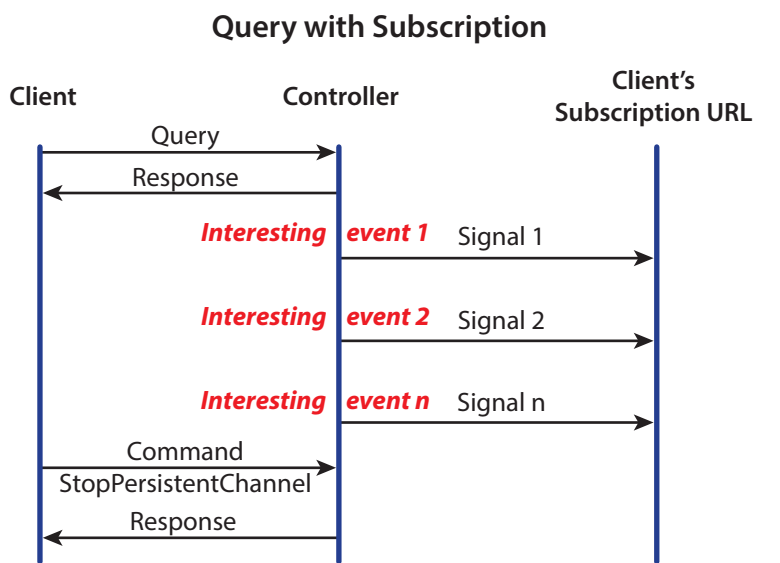 Query with Subscription
Client
Controller
Client's
Subscription URL
Query
Response
Interesting event 1 Signal 1
Interesting event 2 Signal 2
Interesting event n Signal n
Command
StopPersistentChannel
Response